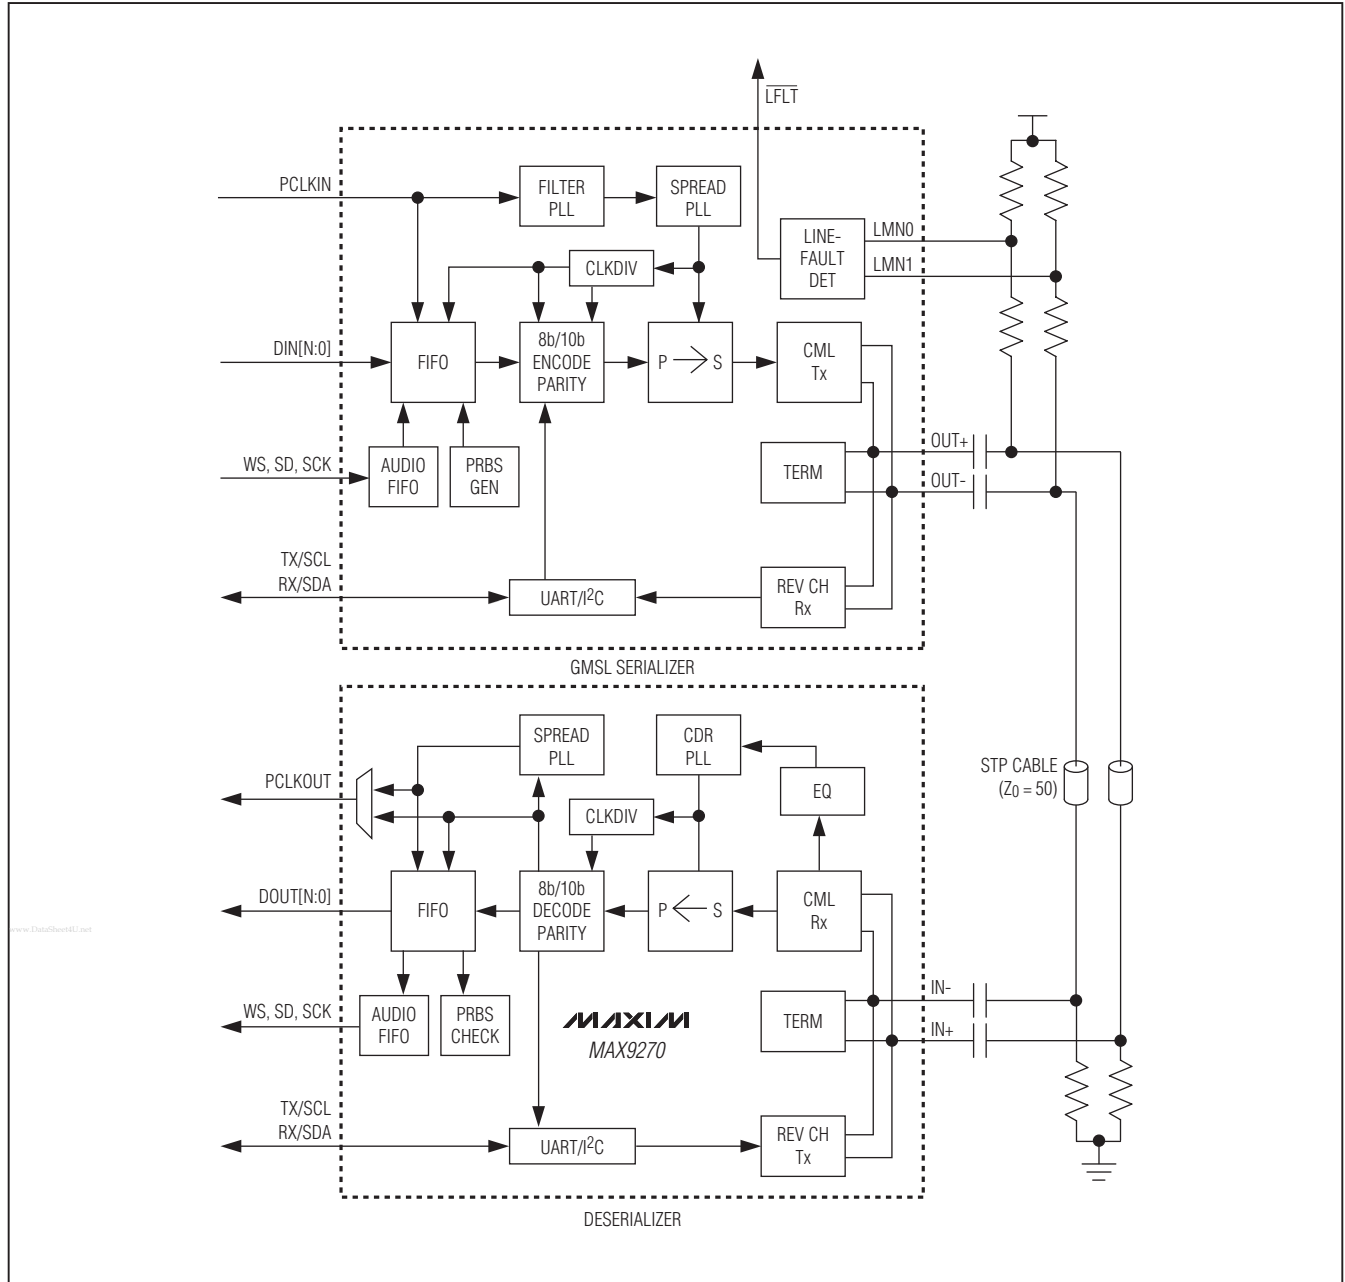 LFLT
PCLKIN
FILTER
PLL
SPREAD
PLL
LINE-
FAULT
DET
LMN0
LMN1
CLKDIV
DIN[N:0]
FIFO
8b/10b
ENCODE
PARITY
P S
CML
Tx
WS, SD, SCK
AUDIO
FIFO
PRBS
GEN
TERM
OUT+
OUT-
TX/SCL
RX/SDA
UART/I²C
REV CH
Rx
GMSL SERIALIZER
SPREAD
PLL
CDR
PLL
PCLKOUT
EQ
STP CABLE
(Z0 = 50)
CLKDIV
DOUT[N:0]
FIFO
8b/10b
DECODE
PARITY
P S
CML
Rx
www.DataSheet4U.net
WS, SD, SCK
AUDIO
FIFO
PRBS
CHECK
MAXIM
MAX9270
TERM
IN-
IN+
TX/SCL
RX/SDA
UART/I²C
REV CH
Tx
DESERIALIZER